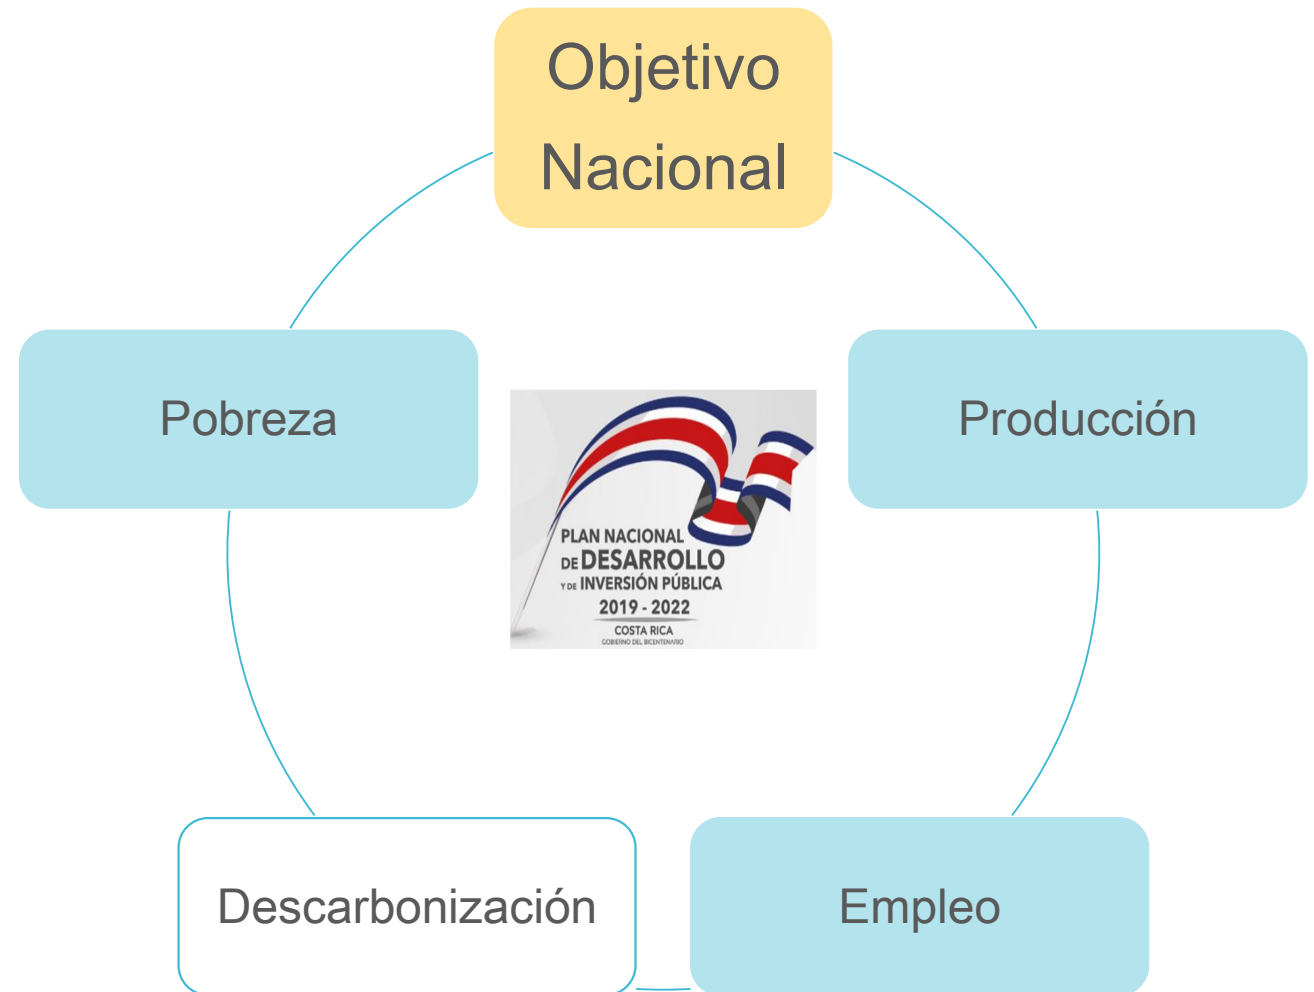 Objetivo
Nacional
Pobreza
Producción
PLAN NACIONAL
DE DESARROLLO
Y DE INVERSIÓN PÚBLICA
2019 - 2022
COSTA RICA
GOBIERNO DEL BICENTENARIO
Descarbonización
Empleo